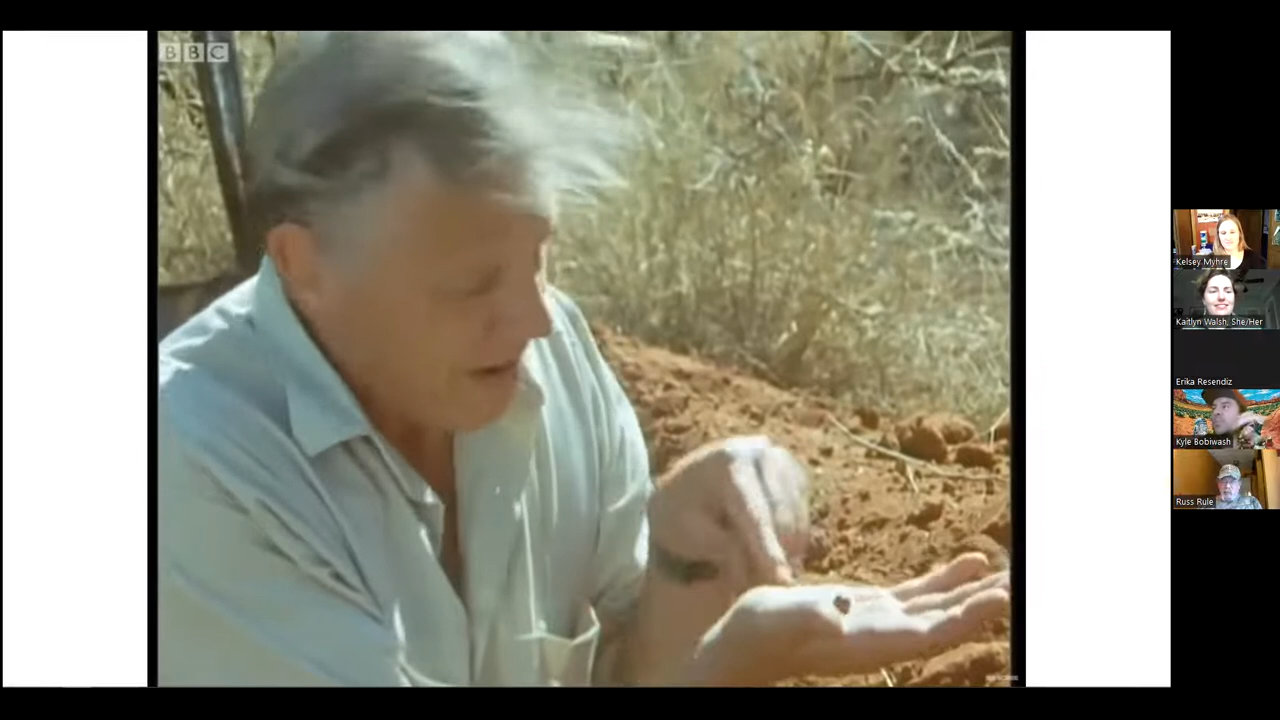 BBC
Kelsey Myhre
Kaitlyn Walsh, She/Her
Erika Resendiz
Kyle Bobiwash
Russ Rule